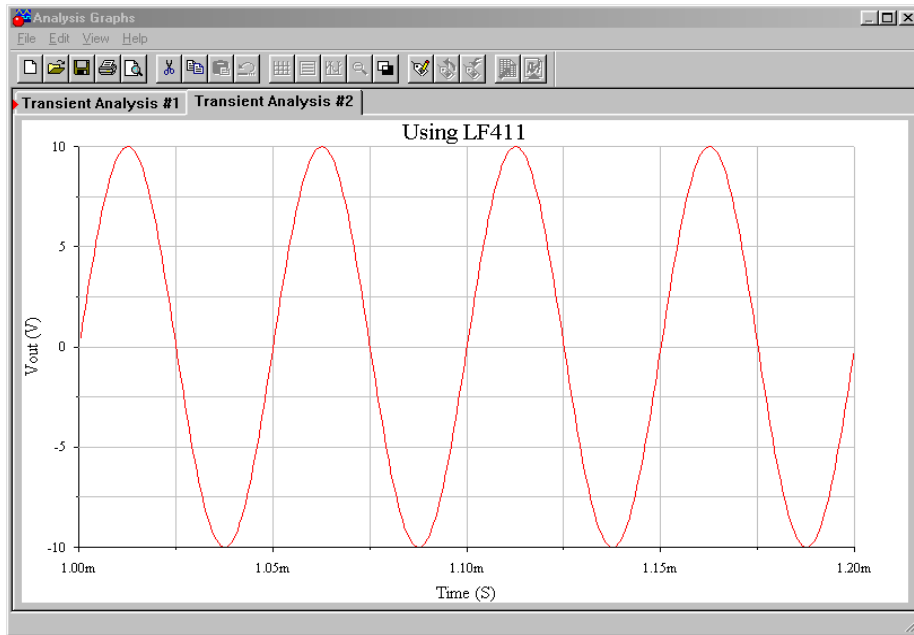 Analysis Graphs
File Edit View Help
Transient Analysis #1
Transient Analysis #2
Using LF411
10
5
0
-5
-10
Vout (V)
1.00m 1.05m 1.10m 1.15m 1.20m
Time (S)